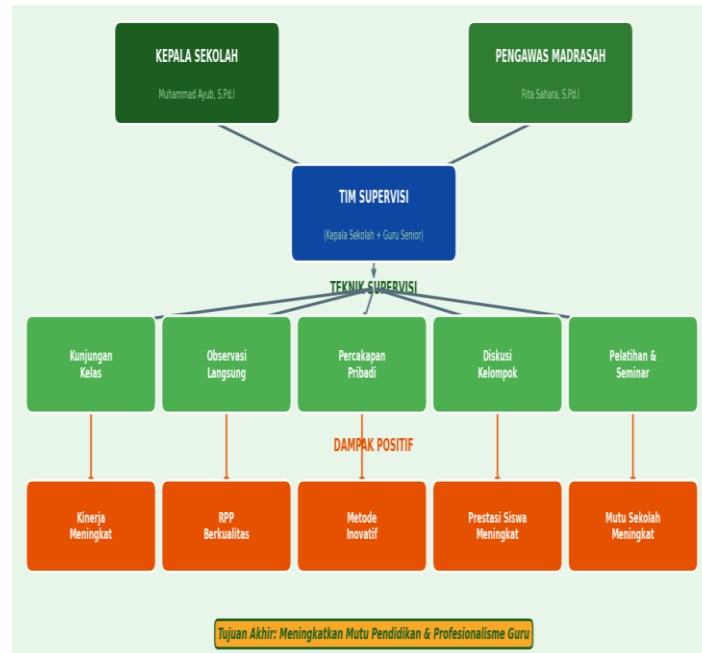 KEPALA SEKOLAH
Muhammad Ayub, S.Pd.I
PENGAWAS MADRASAH
Rita Sahara, S.Pd.I
TIM SUPERVISI
(Kepala Sekolah + Guru Senior)
TEKNIK SUPERVISI
Kunjungan
Kelas
Observasi
Langsung
Percakapan
Pribadi
Diskusi
Kelompok
Pelatihan &
Seminar
DAMPAK POSITIF
Kinerja
Meningkat
RPP
Berkualitas
Metode
Inovatif
Prestasi Siswa
Meningkat
Mutu Sekolah
Meningkat
Tujuan Akhir: Meningkatkan Mutu Pendidikan & Profesionalisme Guru